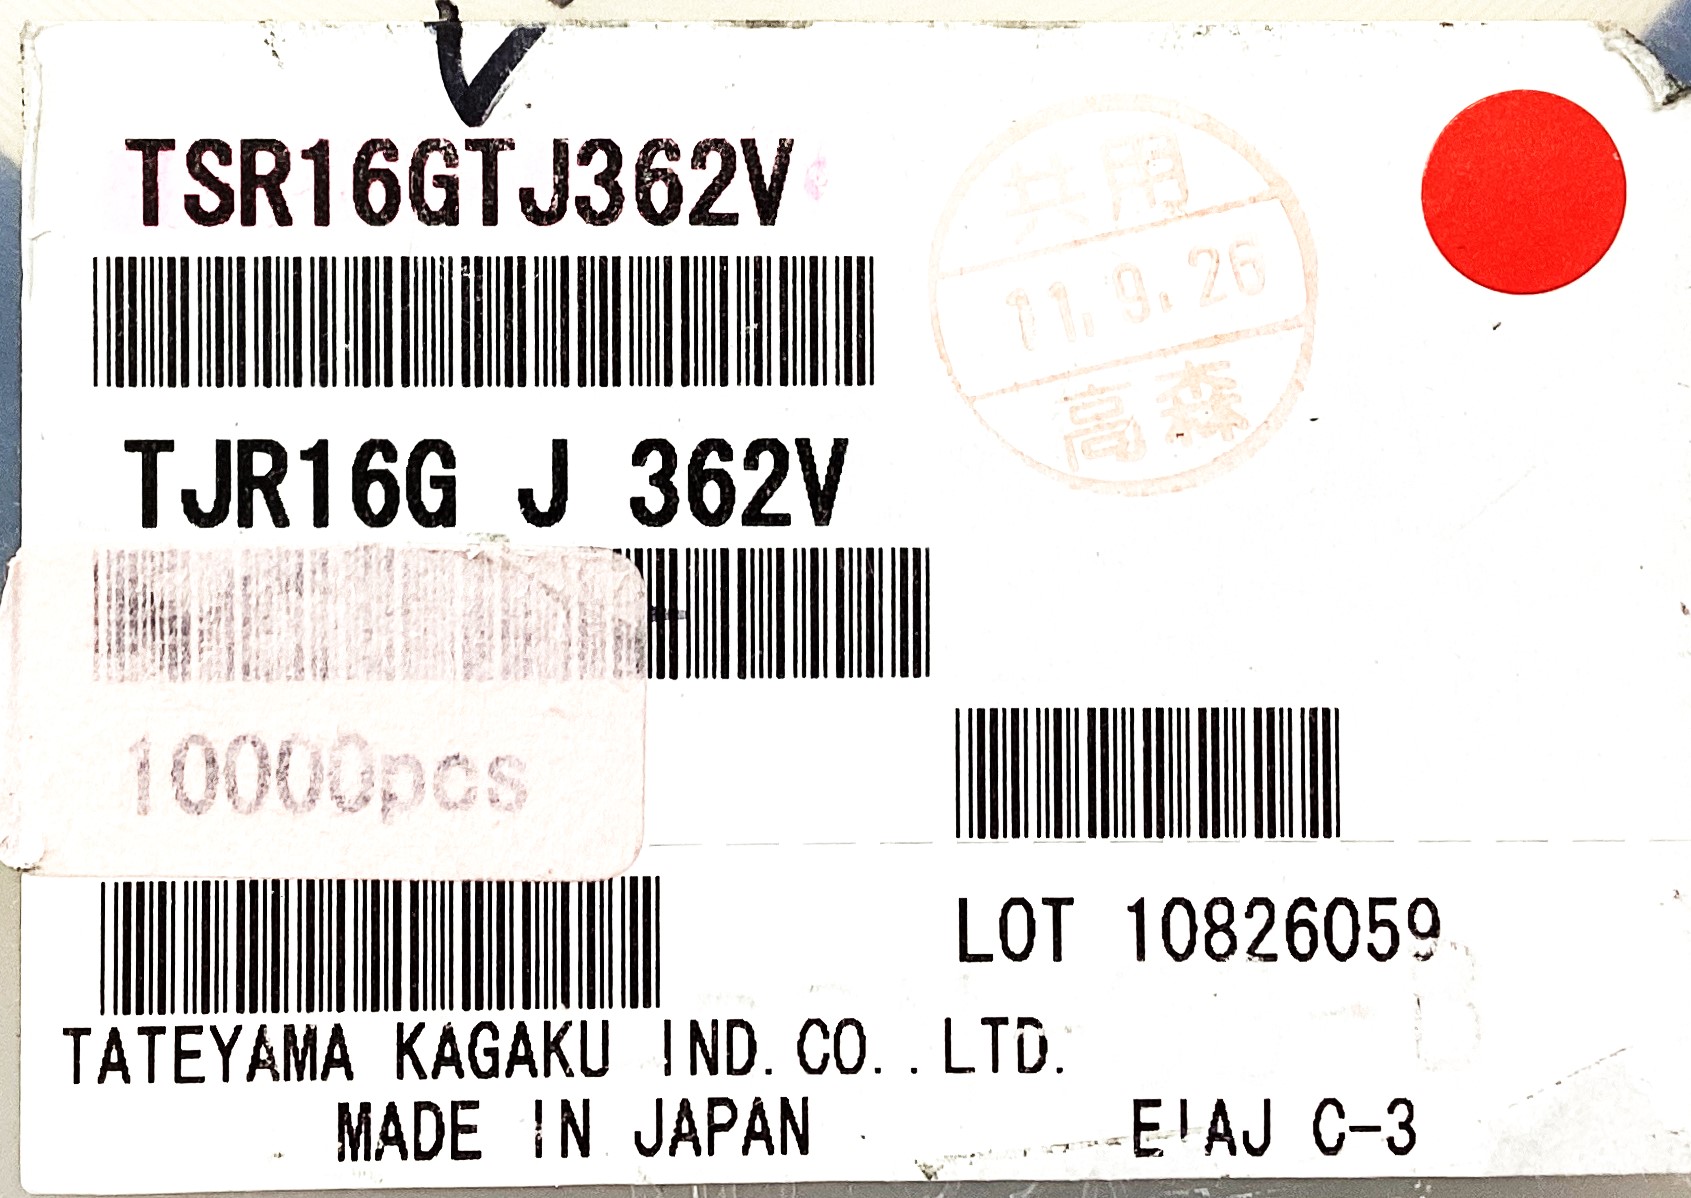 TSR16GTJ362V
共用
11.9.26
高森
TJR16G J 362V
10000pcs
LOT 10826059
TATEYAMA KAGAKU IND.CO..LTD.
MADE IN JAPAN
EIAJ C-3